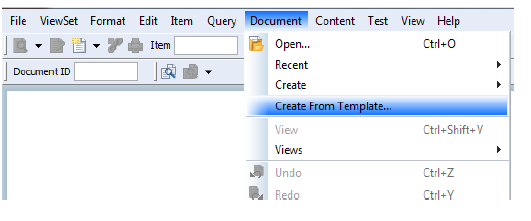 File ViewSet Format Edit Item Query Document Content Test View Help
Item
Document ID
Open... Ctrl+O
Recent
Create
Create From Template...
View Ctrl+Shift+V
Views
Undo Ctrl+Z
Redo Ctrl+Y